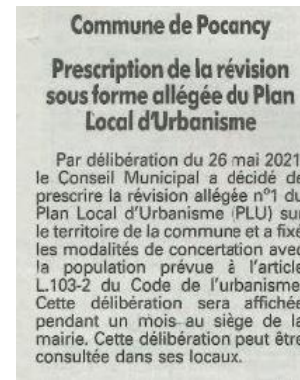 Commune de Pocancy
Prescription de la révision
sous forme allégée du Plan
Local d'Urbanisme
Par délibération du 26 mai 2021
le Conseil Municipal a décidé de
prescrire la révision allégée n°1 du
Plan Local d'Urbanisme (PLU) sur
le territoire de la commune et a fixé
les modalités de concertation avec
la population prévue à l'article
L.103-2 du Code de l'urbanisme.
Cette délibération sera affichée
pendant un mois au siège de la
mairie. Cette délibération peut être
consultée dans ses locaux.